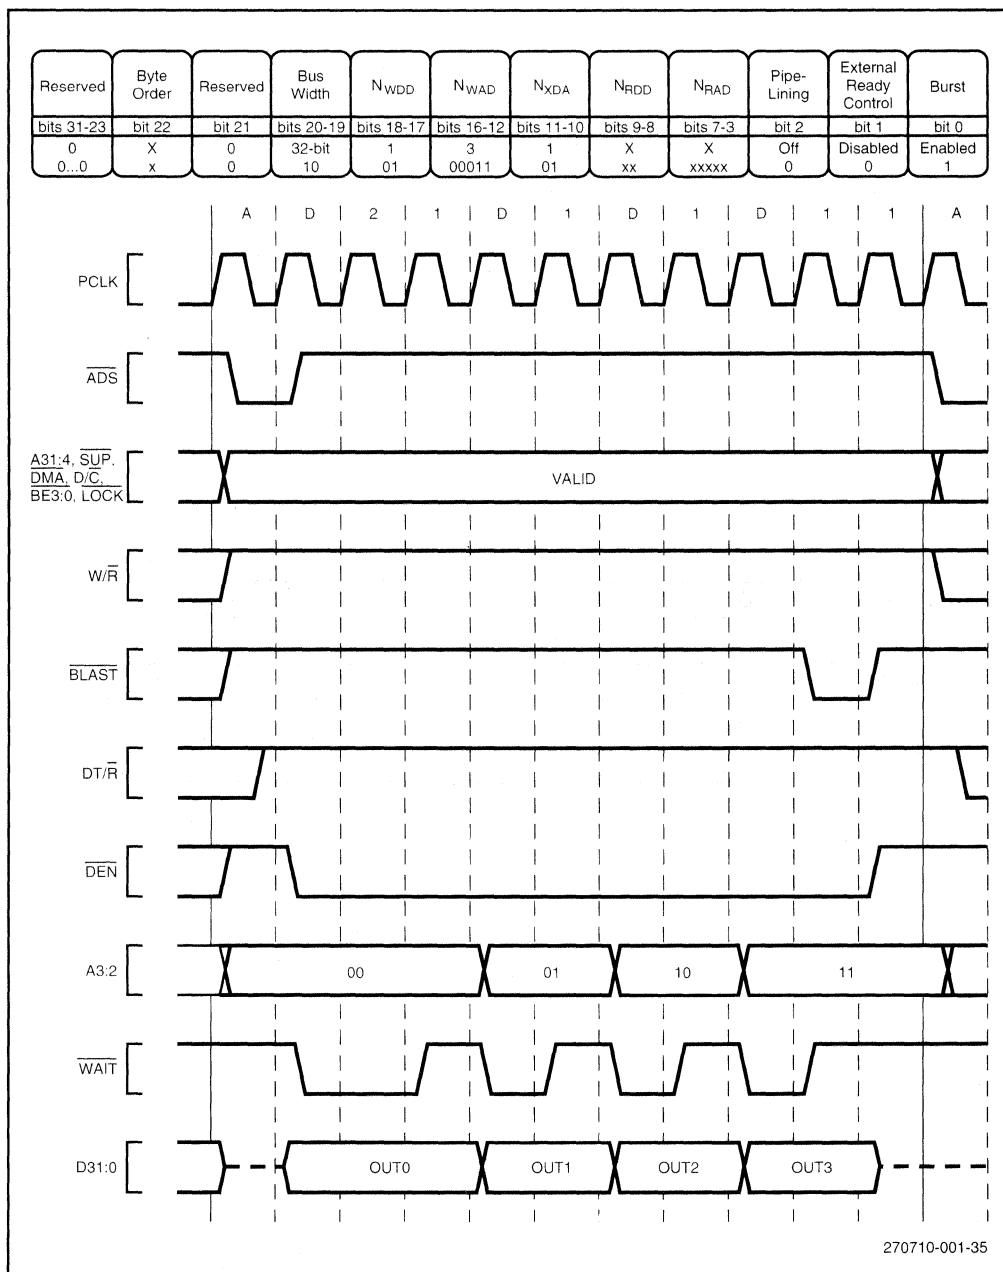 Reserved
Byte
Order
Reserved
Bus
Width
NWDD
NWAD
NXDA
NRDD
NRAD
Pipe-
Lining
External
Ready
Control
Burst
bits 31-23 bit 22 bit 21 bits 20-19 bits 18-17 bits 16-12 bits 11-10 bits 9-8 bits 7-3 bit 2 bit 1 bit 0
0 X 0 32-bit 1 3 1 X X Off Disabled Enabled
0...0 x 0 10 01 00011 01 xx xxxxx 0 0 1
A D 2 1 D 1 D 1 D 1 1 A
PCLK
ADS
A31:4, SUP.
DMA, D/C,
BE3:0, LOCK
VALID
W/R
BLAST
DT/R
DEN
A3:2 00 01 10 11
WAIT
D31:0 OUT0 OUT1 OUT2 OUT3
270710-001-35